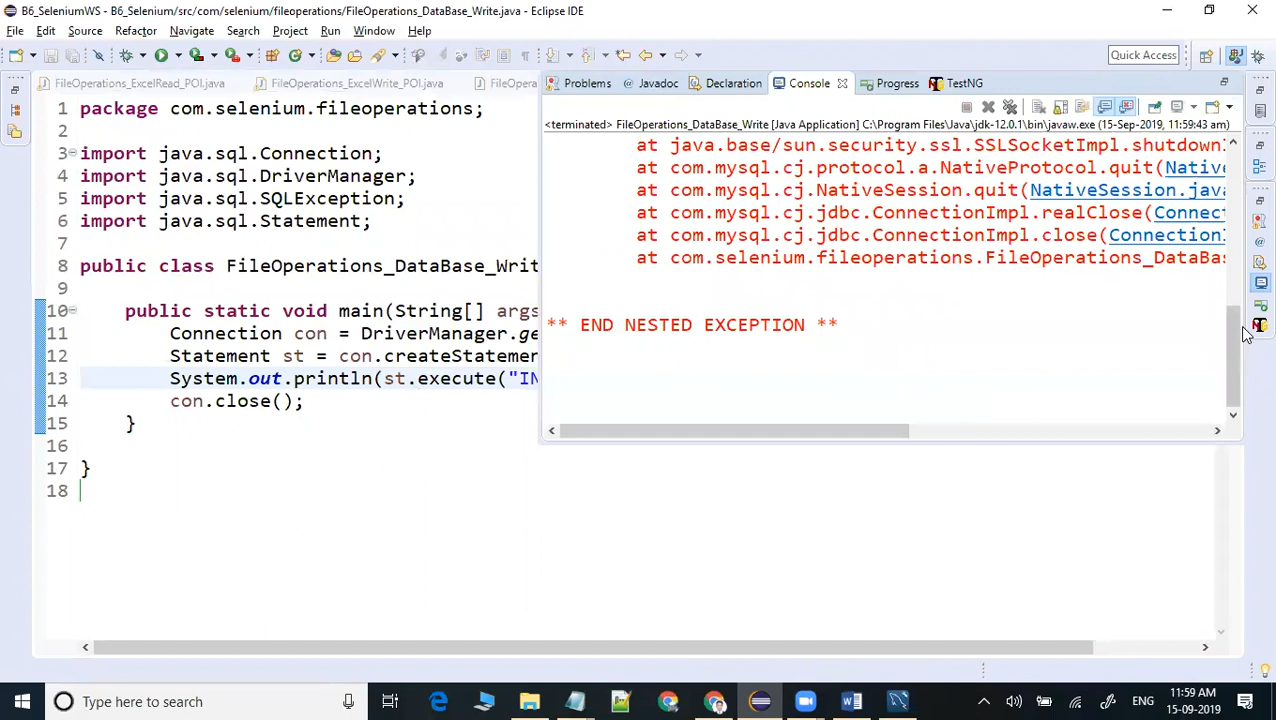 B6_SeleniumWS - B6_Selenium/src/com/selenium/fileoperations/FileOperations_DataBase_Write.java - Eclipse IDE
File Edit Source Refactor Navigate Search Project Run Window Help
Quick Access
FileOperations_ExcelRead_POI.java FileOperations_ExcelWrite_POI.java FileOper
Problems Javadoc Declaration Console Progress TestNG
<terminated> FileOperations_DataBase_Write [Java Application] C:\Program Files\Java\jdk-12.0.1\bin\javaw.exe (15-Sep-2019, 11:59:43 am)
at java.base/sun.security.ssl.SSLSocketImpl.shutdownI
at com.mysql.cj.protocol.a.NativeProtocol.quit(Native
at com.mysql.cj.NativeSession.quit(NativeSession.java
at com.mysql.cj.jdbc.ConnectionImpl.realClose(Connect
at com.mysql.cj.jdbc.ConnectionImpl.close(ConnectionI
at com.selenium.fileoperations.FileOperations_DataBas
** END NESTED EXCEPTION **
1 package com.selenium.fileoperations;
2
3 import java.sql.Connection;
4 import java.sql.DriverManager;
5 import java.sql.SQLException;
6 import java.sql.Statement;
7
8 public class FileOperations_DataBase_Writ
9
10 public static void main(String[] args
11 Connection con = DriverManager.ge
12 Statement st = con.createStatemen
13 System.out.println(st.execute("IN
14 con.close();
15 }
16
17 }
18
Type here to search
ENG
11:59 AM
15-09-2019